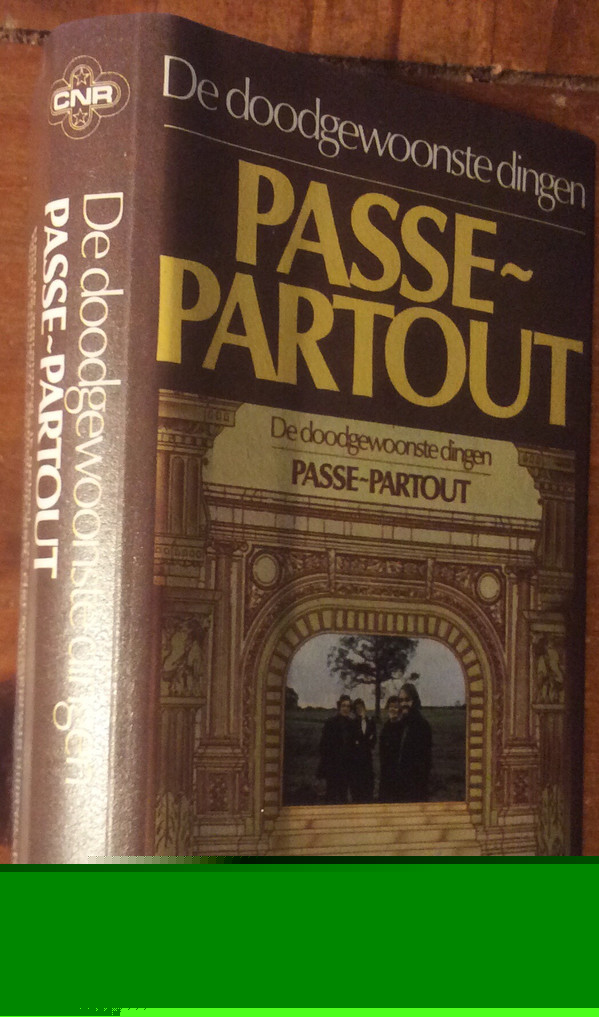 CNR
De doodgewoonste dingen
PASSE~PARTOUT
De doodgewoonste dingen
PASSE~
PARTOUT
De doodgewoonste dingen
PASSE~PARTOUT